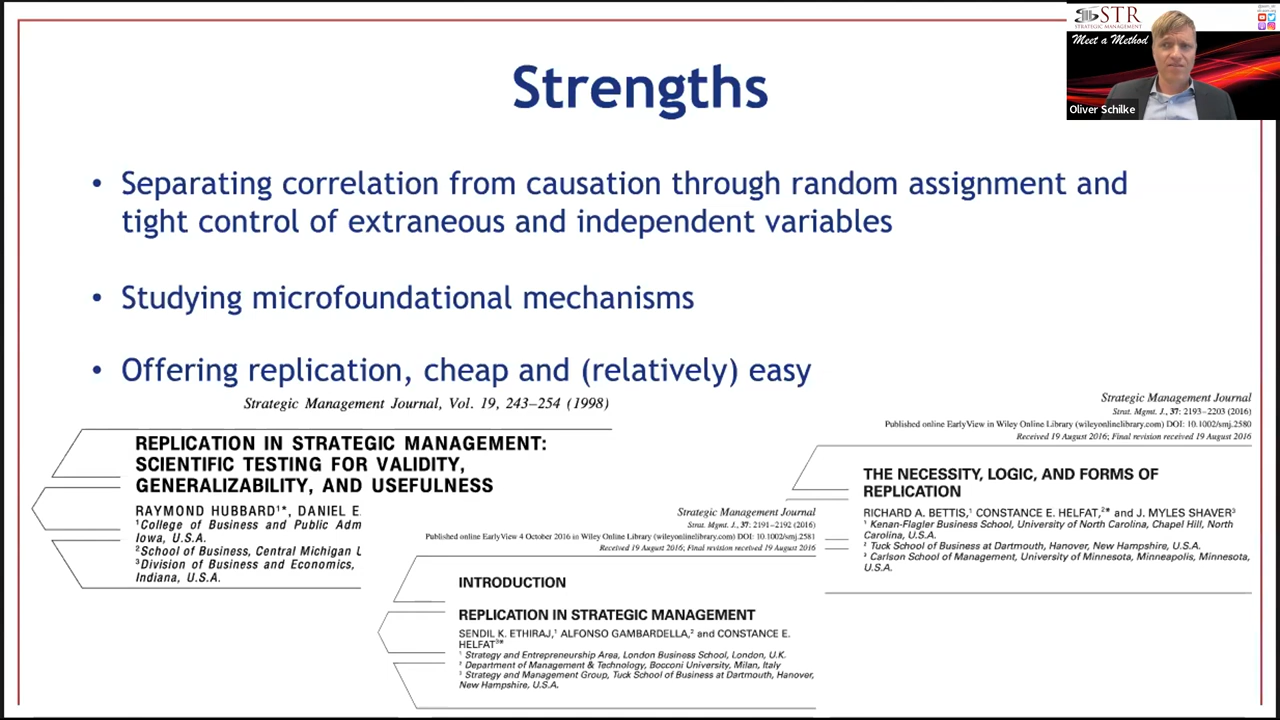 STR
STRATEGIC MANAGEMENT
Meet a Method
Oliver Schilke
Strengths
• Separating correlation from causation through random assignment and
tight control of extraneous and independent variables
• Studying microfoundational mechanisms
• Offering replication, cheap and (relatively) easy
Strategic Management Journal, Vol. 19, 243–254 (1998)
REPLICATION IN STRATEGIC MANAGEMENT:
SCIENTIFIC TESTING FOR VALIDITY,
GENERALIZABILITY, AND USEFULNESS
RAYMOND HUBBARD¹*, DANIEL E.
¹College of Business and Public Adm
Iowa, U.S.A.
²School of Business, Central Michigan U
³Division of Business and Economics,
Indiana, U.S.A.
Strategic Management Journal
Strat. Mgmt. J., 37: 2191–2192 (2016)
Published online EarlyView 4 October 2016 in Wiley Online Library (wileyonlinelibrary.com) DOI: 10.1002/smj.2581
Received 19 August 2016; Final revision received 19 August 2016
INTRODUCTION
REPLICATION IN STRATEGIC MANAGEMENT
SENDIL K. ETHIRAJ,¹ ALFONSO GAMBARDELLA,² and CONSTANCE E.
HELFAT³*
¹ Strategy and Entrepreneurship Area, London Business School, London, U.K.
² Department of Management & Technology, Bocconi University, Milan, Italy
³ Strategy and Management Group, Tuck School of Business at Dartmouth, Hanover,
New Hampshire, U.S.A.
Strategic Management Journal
Strat. Mgmt. J., 37: 2193–2203 (2016)
Published online EarlyView in Wiley Online Library (wileyonlinelibrary.com) DOI: 10.1002/smj.2580
Received 19 August 2016; Final revision received 19 August 2016
THE NECESSITY, LOGIC, AND FORMS OF
REPLICATION
RICHARD A. BETTIS,¹ CONSTANCE E. HELFAT,²* and J. MYLES SHAVER³
¹ Kenan-Flagler Business School, University of North Carolina, Chapel Hill, North
Carolina, U.S.A.
² Tuck School of Business at Dartmouth, Hanover, New Hampshire, U.S.A.
³ Carlson School of Management, University of Minnesota, Minneapolis, Minnesota,
U.S.A.